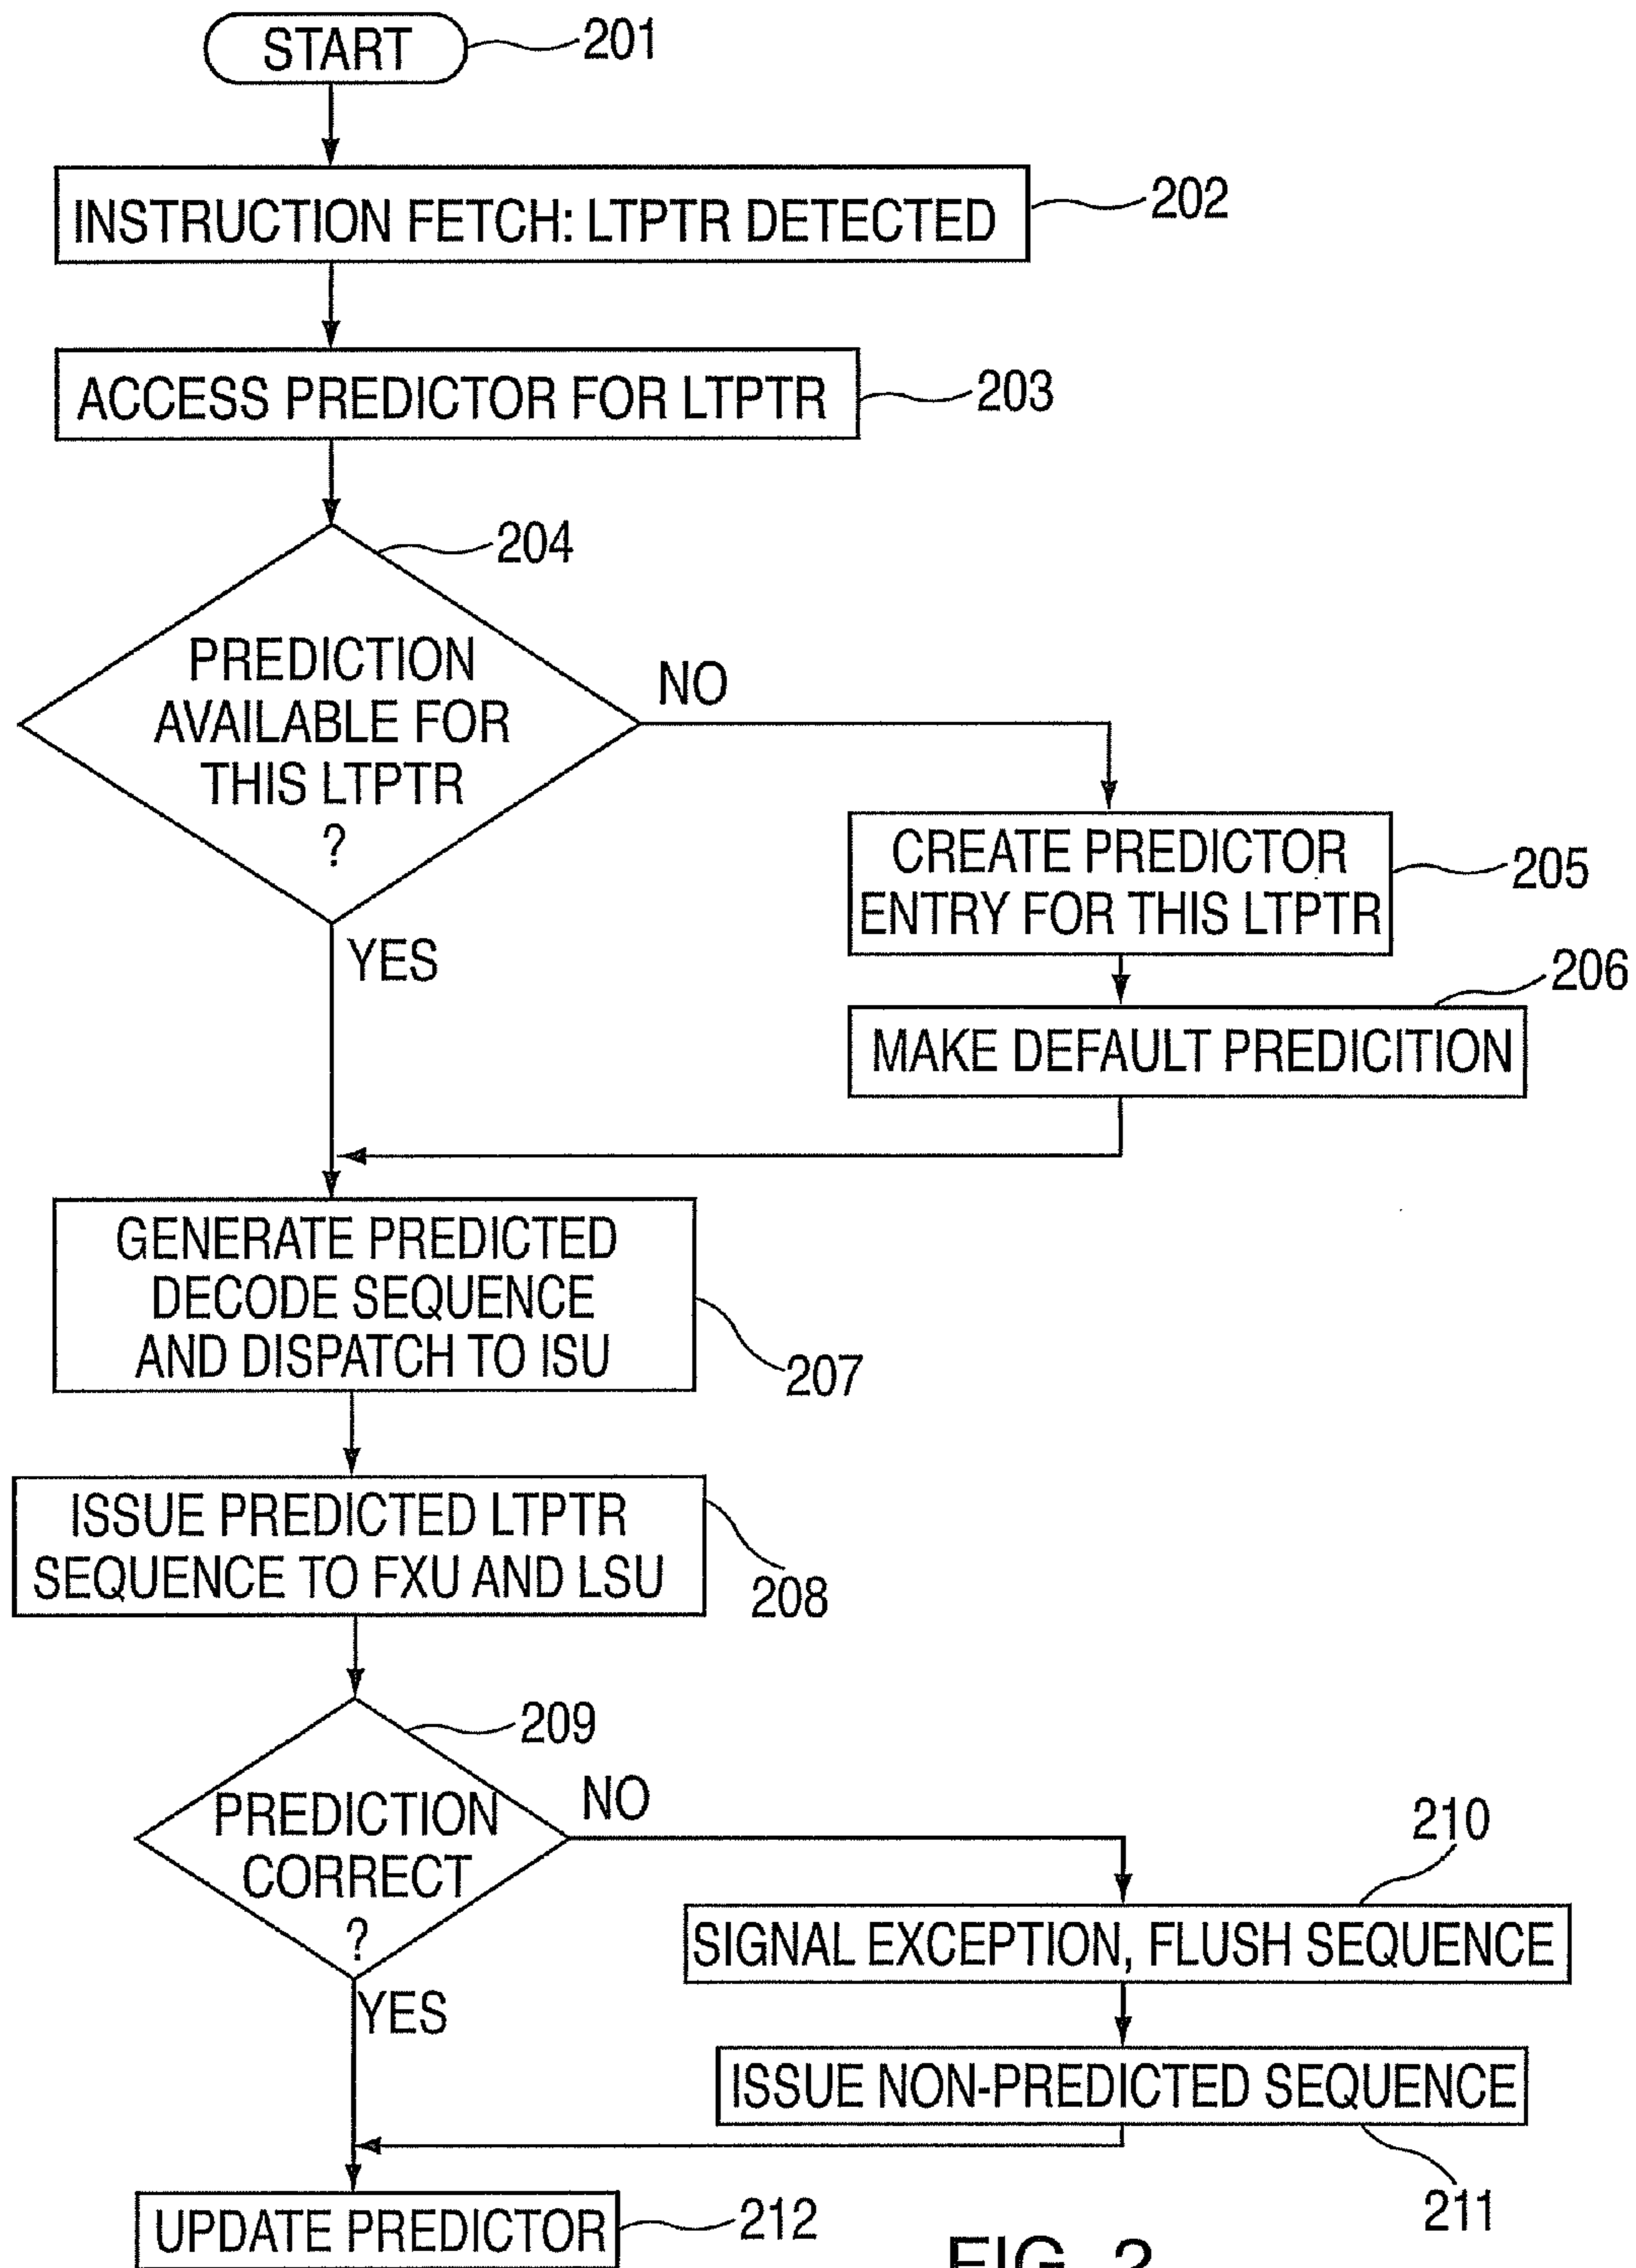 START
201
INSTRUCTION FETCH: LTPTR DETECTED
202
ACCESS PREDICTOR FOR LTPTR
203
204
PREDICTION
AVAILABLE FOR
THIS LTPTR
?
NO
YES
CREATE PREDICTOR
ENTRY FOR THIS LTPTR
205
206
MAKE DEFAULT PREDICITION
GENERATE PREDICTED
DECODE SEQUENCE
AND DISPATCH TO ISU
207
ISSUE PREDICTED LTPTR
SEQUENCE TO FXU AND LSU
208
209
PREDICTION
CORRECT
?
NO
YES
210
SIGNAL EXCEPTION, FLUSH SEQUENCE
ISSUE NON-PREDICTED SEQUENCE
211
UPDATE PREDICTOR
212
FIG. 2